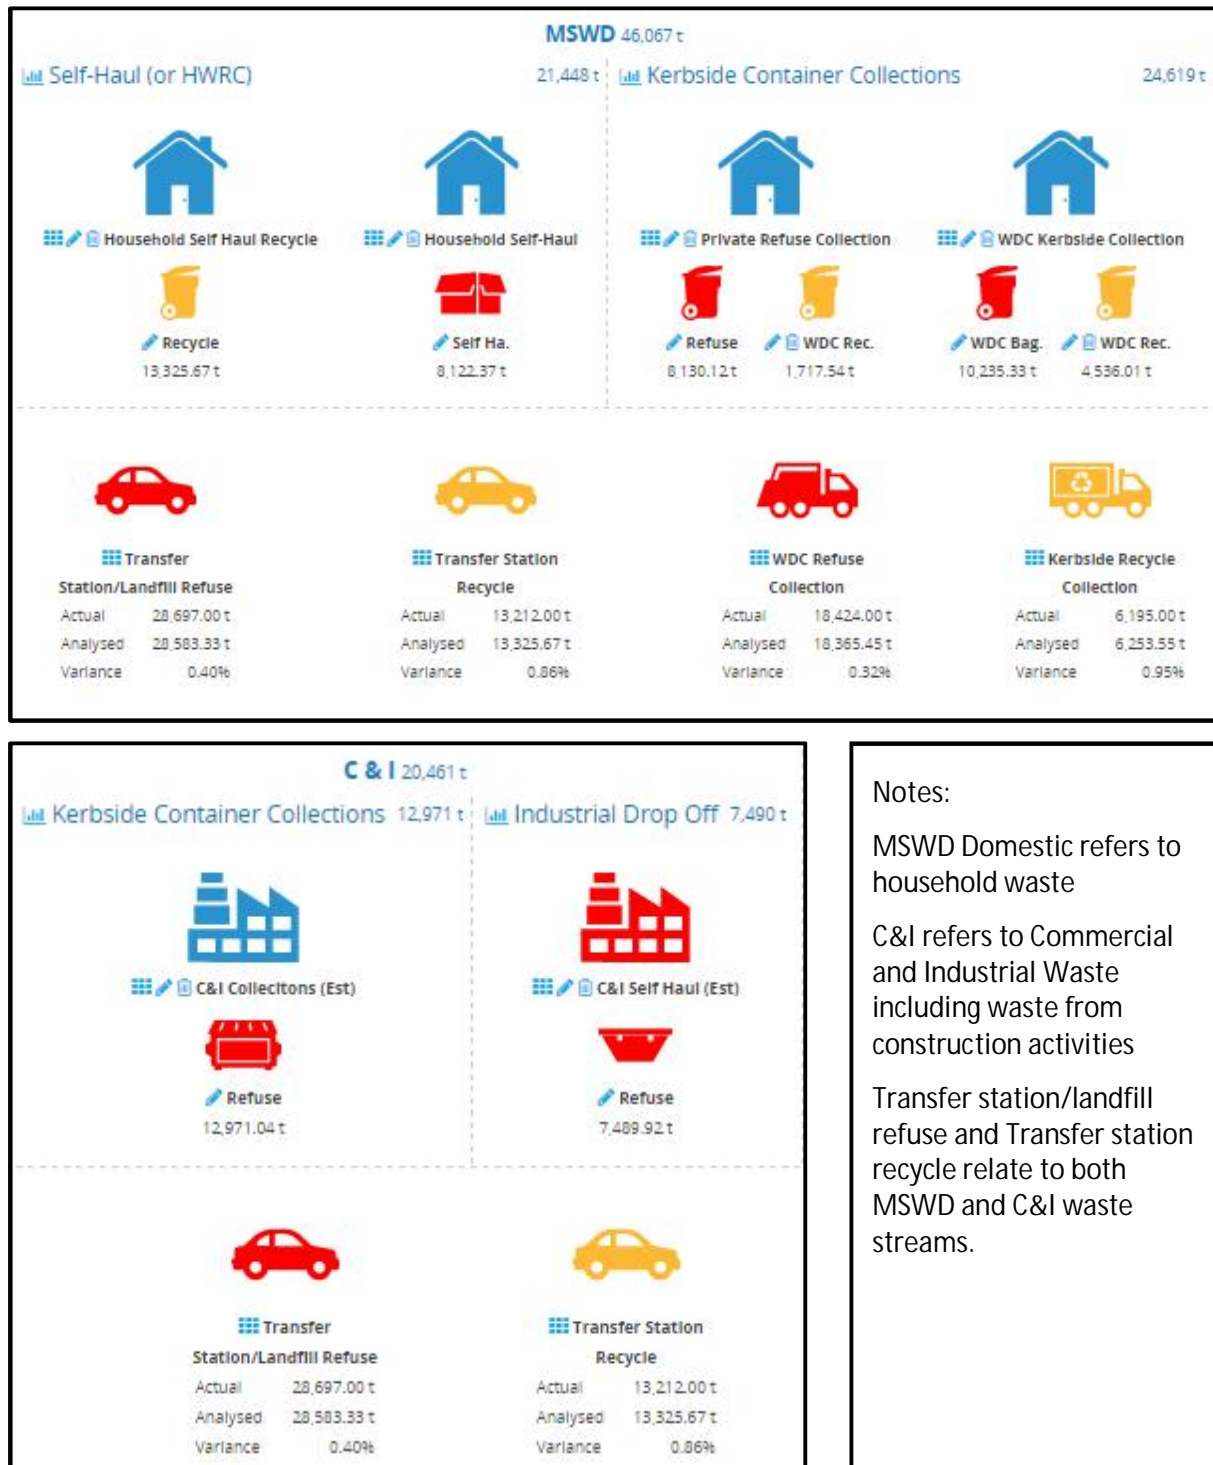 MSWD 46,067 t
Self-Haul (or HWRC) 21,448 t
Kerbside Container Collections 24,619 t
Household Self Haul Recycle
Household Self-Haul
Private Refuse Collection
WDC Kerbside Collection
Recycle
13,325.67 t
Self Ha.
8,122.37 t
Refuse
8,130.12 t
WDC Rec.
1,717.54 t
WDC Bag.
10,235.33 t
WDC Rec.
4,536.01 t
Transfer
Station/Landfill Refuse
Actual 28,697.00 t
Analysed 28,583.33 t
Variance 0.40%
Transfer Station
Recycle
Actual 13,212.00 t
Analysed 13,325.67 t
Variance 0.86%
WDC Refuse
Collection
Actual 18,424.00 t
Analysed 18,365.45 t
Variance 0.32%
Kerbside Recycle
Collection
Actual 6,195.00 t
Analysed 6,253.55 t
Variance 0.95%
C & I 20,461 t
Kerbside Container Collections 12,971 t
Industrial Drop Off 7,490 t
C&I Collecitons (Est)
C&I Self Haul (Est)
Refuse
12,971.04 t
Refuse
7,489.92 t
Transfer
Station/Landfill Refuse
Actual 28,697.00 t
Analysed 28,583.33 t
Variance 0.40%
Transfer Station
Recycle
Actual 13,212.00 t
Analysed 13,325.67 t
Variance 0.86%
Notes:
MSWD Domestic refers to
household waste
C&I refers to Commercial
and Industrial Waste
including waste from
construction activities
Transfer station/landfill
refuse and Transfer station
recycle relate to both
MSWD and C&I waste
streams.